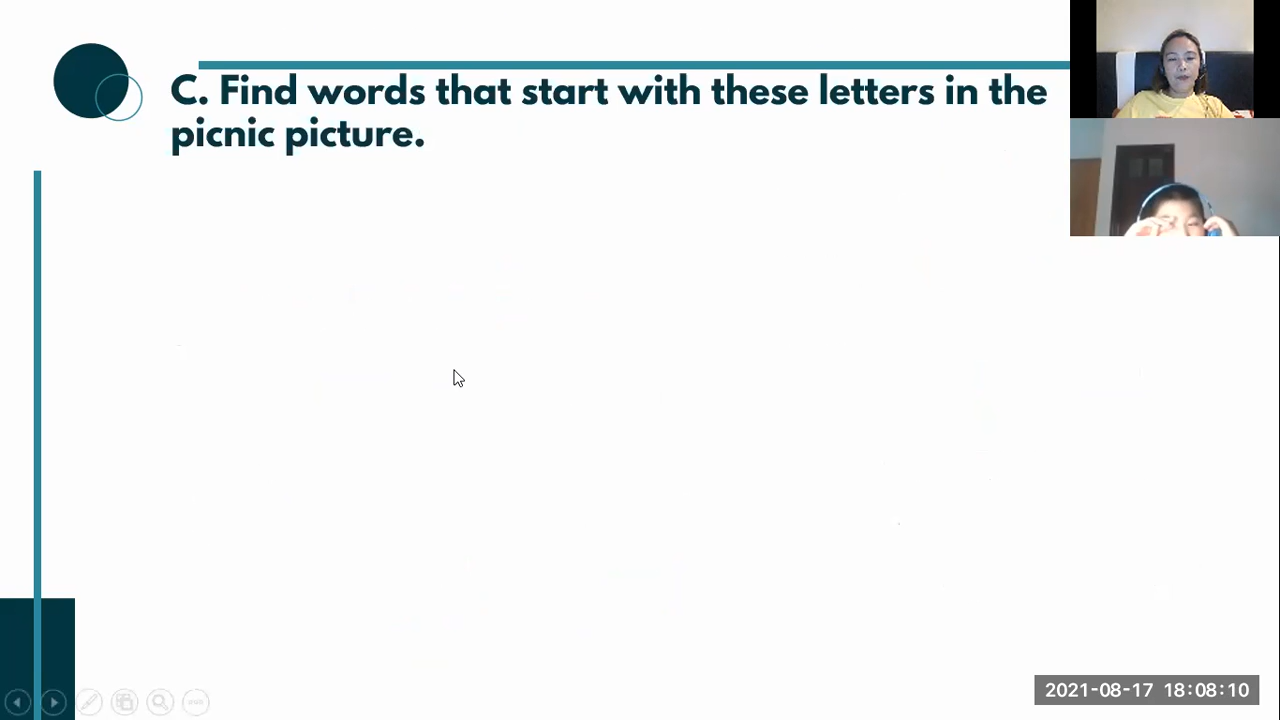 C. Find words that start with these letters in the
picnic picture.
2021-08-17 18:08:10